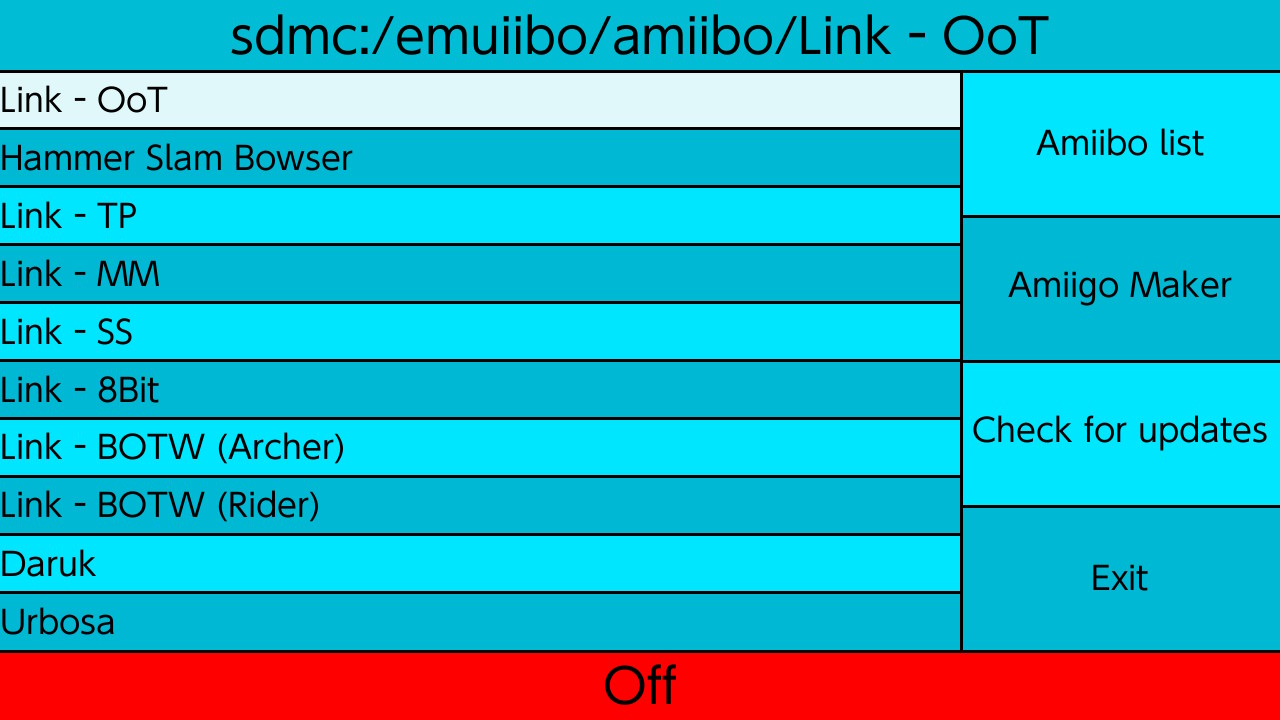 sdmc:/emuiibo/amiibo/Link - OoT
Link - OoT
Hammer Slam Bowser
Link - TP
Link - MM
Link - SS
Link - 8Bit
Link - BOTW (Archer)
Link - BOTW (Rider)
Daruk
Urbosa
Amiibo list
Amiigo Maker
Check for updates
Exit
Off